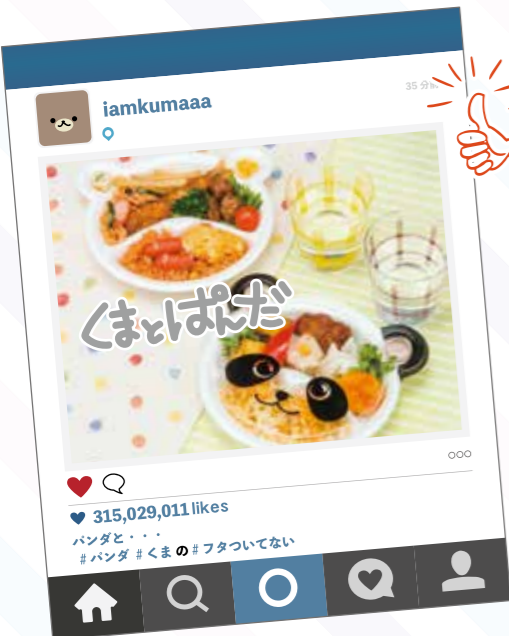 iamkumaaa
35 分前
くまとぱんだ
315,029,011 likes
パンダと・・・
#パンダ #くまの #フタついてない